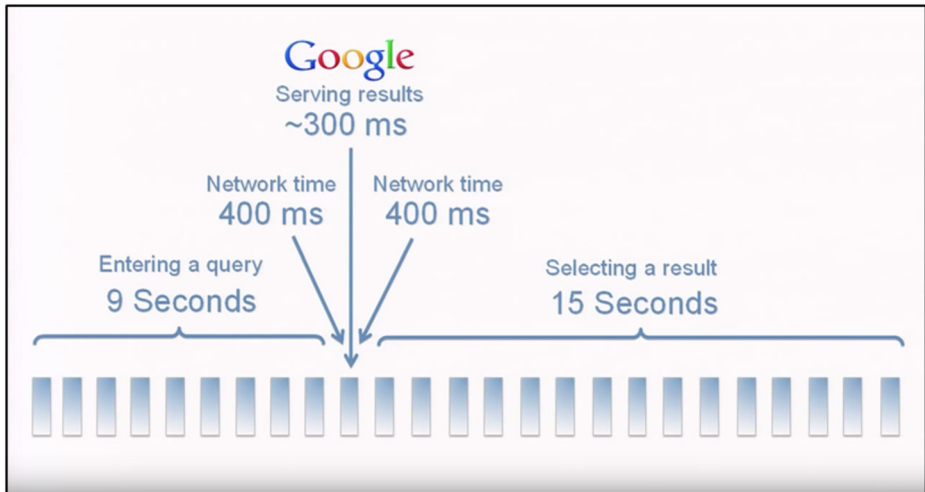 Google
Serving results
~300 ms
Network time
400 ms
Network time
400 ms
Entering a query
9 Seconds
Selecting a result
15 Seconds